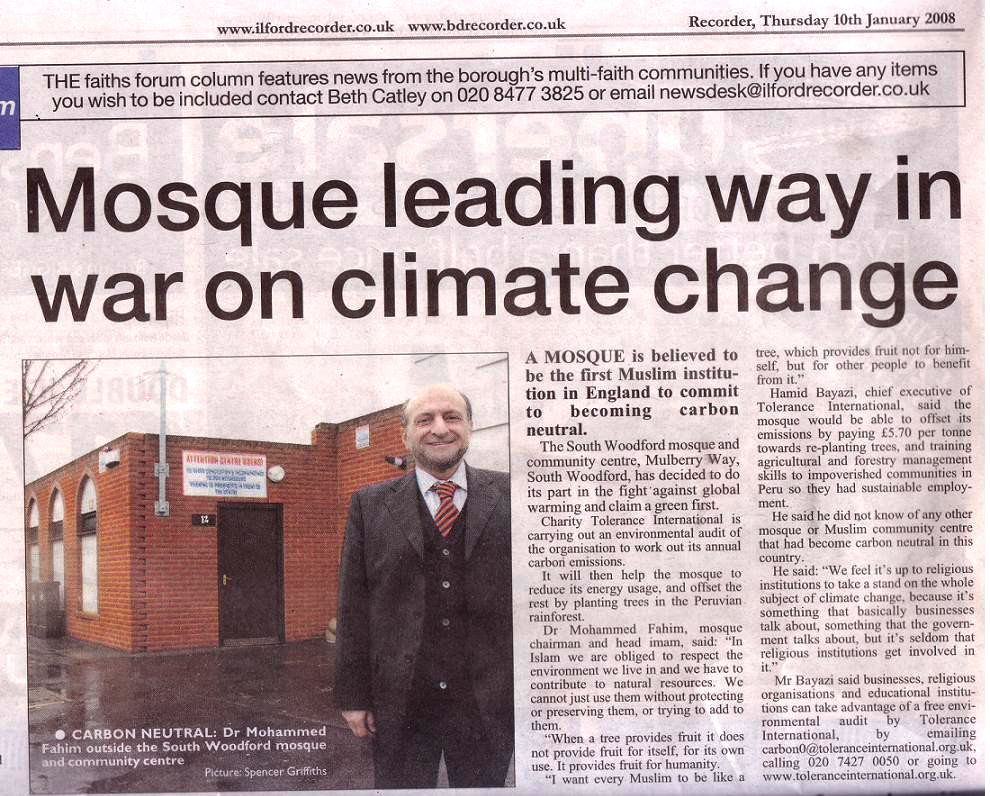 www.ilfordrecorder.co.uk www.bdrecorder.co.uk
Recorder, Thursday 10th January 2008
m
THE faiths forum column features news from the borough's multi-faith communities. If you have any items
you wish to be included contact Beth Catley on 020 8477 3825 or email newsdesk@ilfordrecorder.co.uk
Mosque leading way in
war on climate change
ATTENTION CENTRE USERS!
12
● CARBON NEUTRAL: Dr Mohammed
Fahim outside the South Woodford mosque
and community centre
Picture: Spencer Griffiths
A MOSQUE is believed to
be the first Muslim institu-
tion in England to commit
to becoming carbon
neutral.
The South Woodford mosque and
community centre, Mulberry Way,
South Woodford, has decided to do
its part in the fight against global
warming and claim a green first.
Charity Tolerance International is
carrying out an environmental audit of
the organisation to work out its annual
carbon emissions.
It will then help the mosque to
reduce its energy usage, and offset the
rest by planting trees in the Peruvian
rainforest.
Dr Mohammed Fahim, mosque
chairman and head imam, said: "In
Islam we are obliged to respect the
environment we live in and we have to
contribute to natural resources. We
cannot just use them without protecting
or preserving them, or trying to add to
them.
"When a tree provides fruit it does
not provide fruit for itself, for its own
use. It provides fruit for humanity.
"I want every Muslim to be like a
tree, which provides fruit not for him-
self, but for other people to benefit
from it."
Hamid Bayazi, chief executive of
Tolerance International, said the
mosque would be able to offset its
emissions by paying £5.70 per tonne
towards re-planting trees, and training
agricultural and forestry management
skills to impoverished communities in
Peru so they had sustainable employ-
ment.
He said he did not know of any other
mosque or Muslim community centre
that had become carbon neutral in this
country.
He said: "We feel it's up to religious
institutions to take a stand on the whole
subject of climate change, because it's
something that basically businesses
talk about, something that the govern-
ment talks about, but it's seldom that
religious institutions get involved in
it."
Mr Bayazi said businesses, religious
organisations and educational institu-
tions can take advantage of a free envi-
ronmental audit by Tolerance
International, by emailing
carbon0@toleranceinternational.org.uk,
calling 020 7427 0050 or going to
www.toleranceinternational.org.uk.